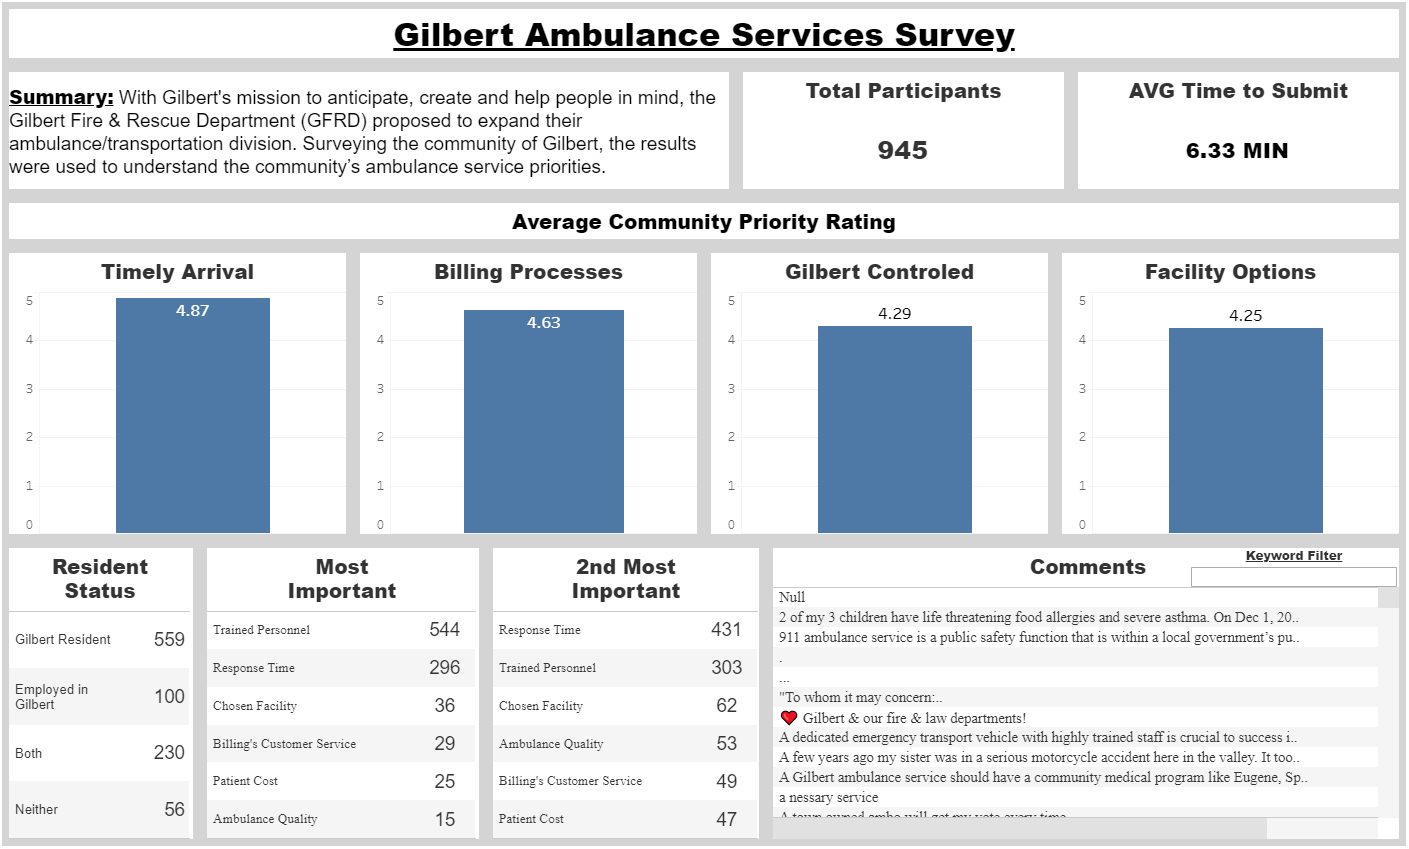 Gilbert Ambulance Services Survey
Summary: With Gilbert's mission to anticipate, create and help people in mind, the
Gilbert Fire & Rescue Department (GFRD) proposed to expand their
ambulance/transportation division. Surveying the community of Gilbert, the results
were used to understand the community’s ambulance service priorities.
Total Participants
945
AVG Time to Submit
6.33 MIN
Average Community Priority Rating
Timely Arrival
5
4.87
4
3
2
1
0
Billing Processes
5
4.63
4
3
2
1
0
Gilbert Controled
5
4.29
4
3
2
1
0
Facility Options
5
4.25
4
3
2
1
0
Resident
Status
Gilbert Resident 559
Employed in
Gilbert 100
Both 230
Neither 56
Most
Important
Trained Personnel 544
Response Time 296
Chosen Facility 36
Billing's Customer Service 29
Patient Cost 25
Ambulance Quality 15
2nd Most
Important
Response Time 431
Trained Personnel 303
Chosen Facility 62
Ambulance Quality 53
Billing's Customer Service 49
Patient Cost 47
Comments
Keyword Filter
Null
2 of my 3 children have life threatening food allergies and severe asthma. On Dec 1, 20..
911 ambulance service is a public safety function that is within a local government’s pu..
.
...
"To whom it may concern:..
❤️ Gilbert & our fire & law departments!
A dedicated emergency transport vehicle with highly trained staff is crucial to success i..
A few years ago my sister was in a serious motorcycle accident here in the valley. It too..
A Gilbert ambulance service should have a community medical program like Eugene, Sp..
a nessary service
A town owned ambo will get my vote every time